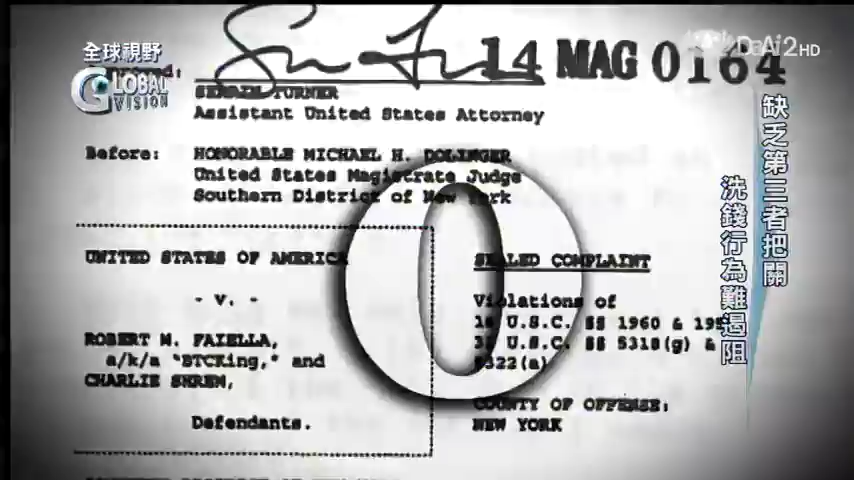 全球視野
GLOBAL
VISION
DaAi2HD
14 MAG 0164
Assistant United States Attorney
Before: HONORABLE MICHAEL H. DOLINGER
United States Magistrate Judge
Southern District of New York
UNITED STATES OF AMERICA
- v. -
ROBERT M. FAIELLA,
a/k/a "BTCKing," and
CHARLIE SHREM,
Defendants.
SEALED COMPLAINT
Violations of
U.S.C. §§ 1960 &
U.S.C. §§ 5318(g) &
5322(a)
COUNTY OF OFFENSE:
NEW YORK
0
缺乏第三者把關
洗錢行為難遏阻